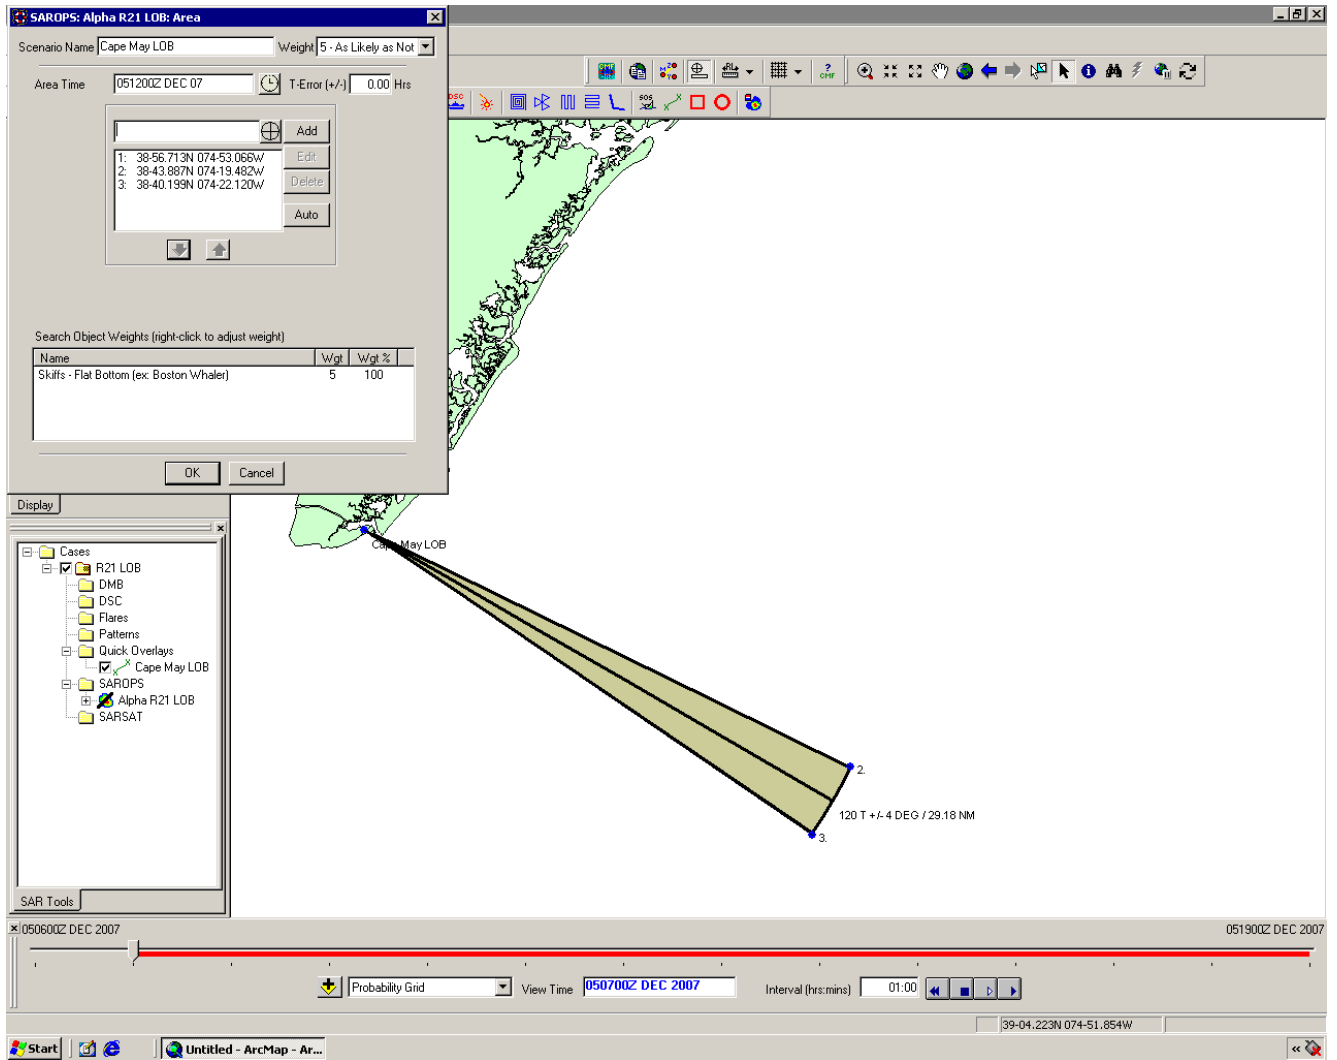 SAROPS: Alpha R21 LOB: Area
Scenario Name Cape May LOB Weight 5 - As Likely as Not
Area Time 051200Z DEC 07 T-Error (+/-) 0.00 Hrs
Add
1: 38-56.713N 074-53.066W
2: 38-43.887N 074-19.482W
3: 38-40.199N 074-22.120W
Edit
Delete
Auto
Search Object Weights (right-click to adjust weight)
Name Wgt Wgt %
Skiffs - Flat Bottom (ex: Boston Whaler) 5 100
OK Cancel
? CMF
DSC
SOS
Display
Cases
R21 LOB
DMB
DSC
Flares
Patterns
Quick Overlays
Cape May LOB
SAROPS
Alpha R21 LOB
SARSAT
SAR Tools
Cape May LOB
2.
120 T +/- 4 DEG / 29.18 NM
3.
050600Z DEC 2007 051900Z DEC 2007
Probability Grid View Time 050700Z DEC 2007 Interval (hrs:mins) 01:00
39-04.223N 074-51.854W
Start Untitled - ArcMap - Ar...